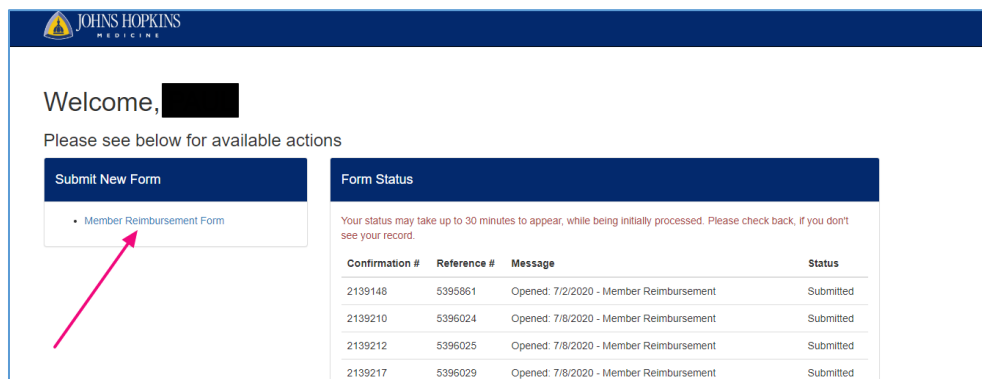 JOHNS HOPKINS
MEDICINE
Welcome,
Please see below for available actions
Submit New Form
Member Reimbursement Form
Form Status
Your status may take up to 30 minutes to appear, while being initially processed. Please check back, if you don't
see your record.
Confirmation # Reference # Message Status
2139148 5395861 Opened: 7/2/2020 - Member Reimbursement Submitted
2139210 5396024 Opened: 7/8/2020 - Member Reimbursement Submitted
2139212 5396025 Opened: 7/8/2020 - Member Reimbursement Submitted
2139217 5396029 Opened: 7/8/2020 - Member Reimbursement Submitted